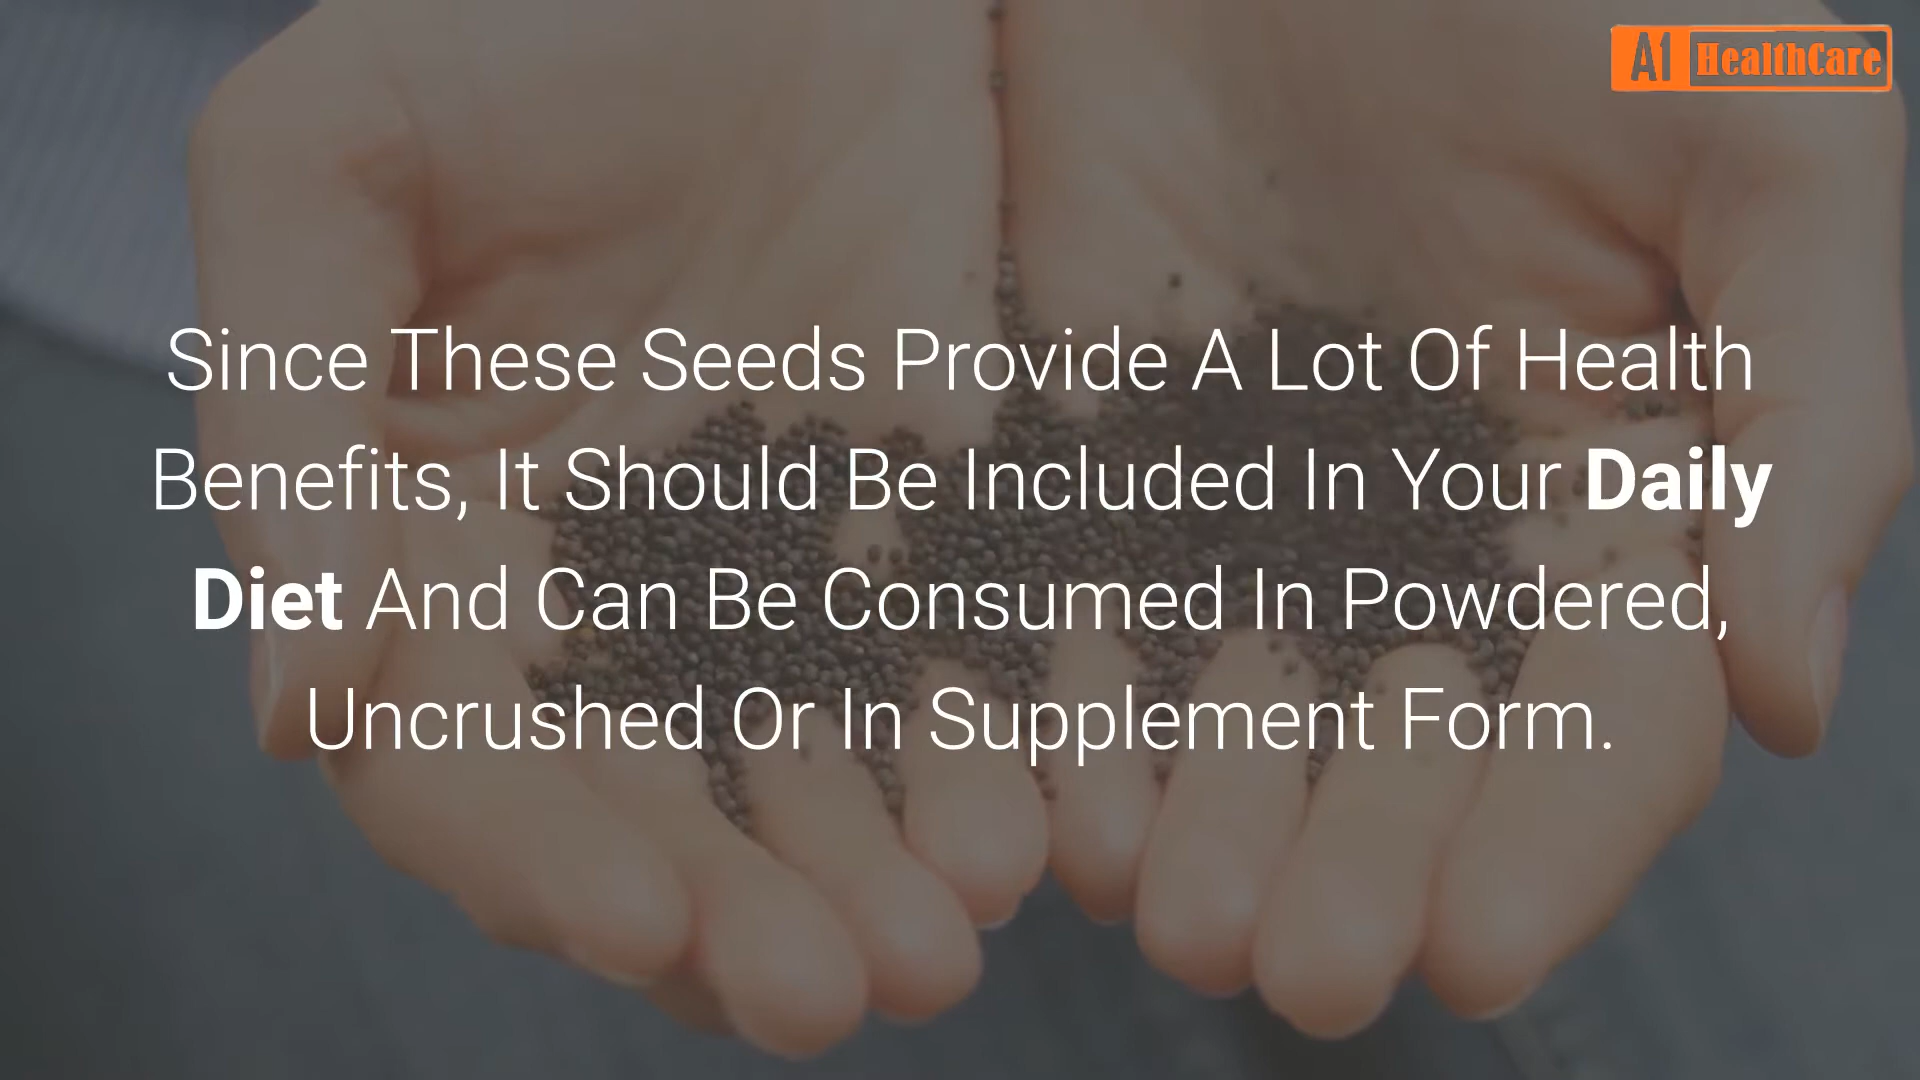 A1 HealthCare
Since These Seeds Provide A Lot Of Health
Benefits, It Should Be Included In Your Daily
Diet And Can Be Consumed In Powdered,
Uncrushed Or In Supplement Form.